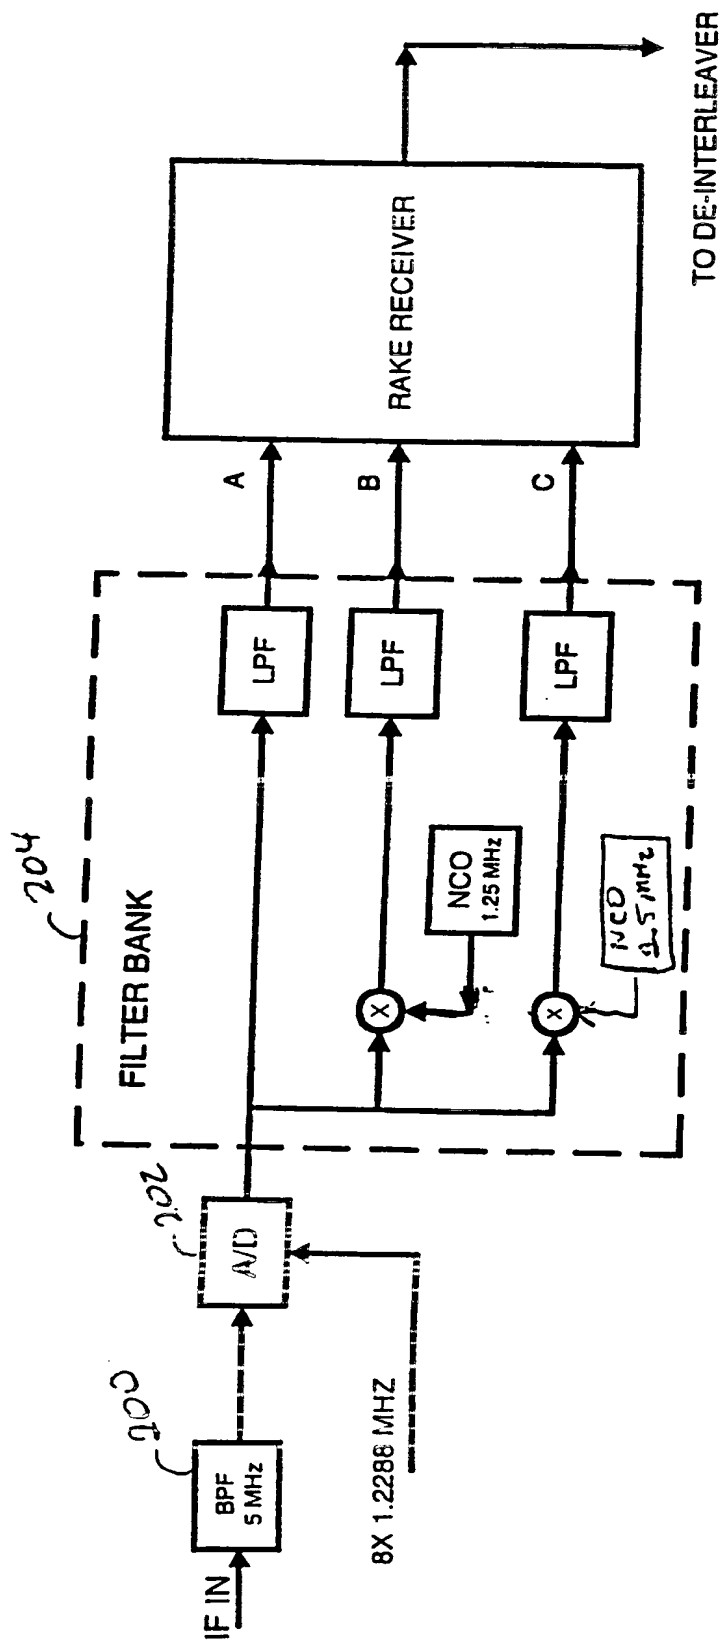 IF IN
BPF
5 MHz
200
A/D
202
8X 1.2288 MHZ
FILTER BANK
204
X
X
NCO
1.25 MHz
NCO
2.5 MHz
LPF
LPF
LPF
A
B
C
RAKE RECEIVER
TO DE-INTERLEAVER